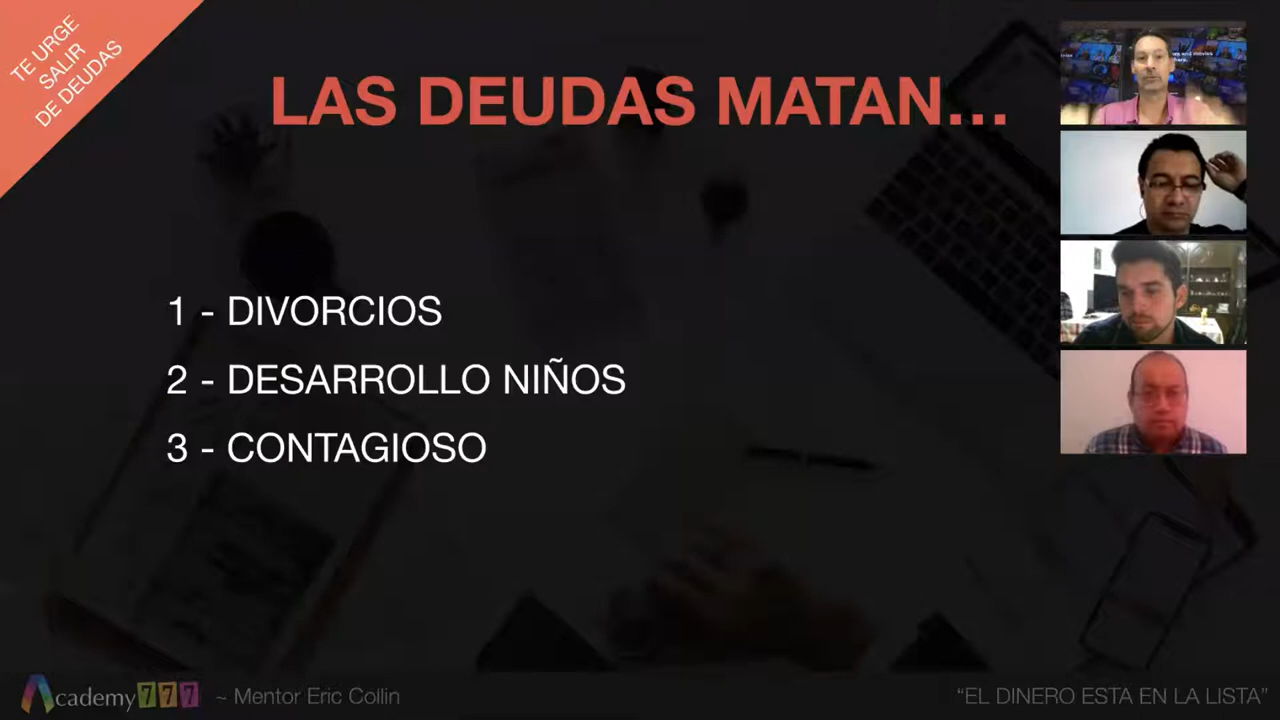 TE URGE
SALIR
DE DEUDAS
LAS DEUDAS MATAN...
1 - DIVORCIOS
2 - DESARROLLO NIÑOS
3 - CONTAGIOSO
Academy777 ~ Mentor Eric Collin
“EL DINERO ESTA EN LA LISTA”